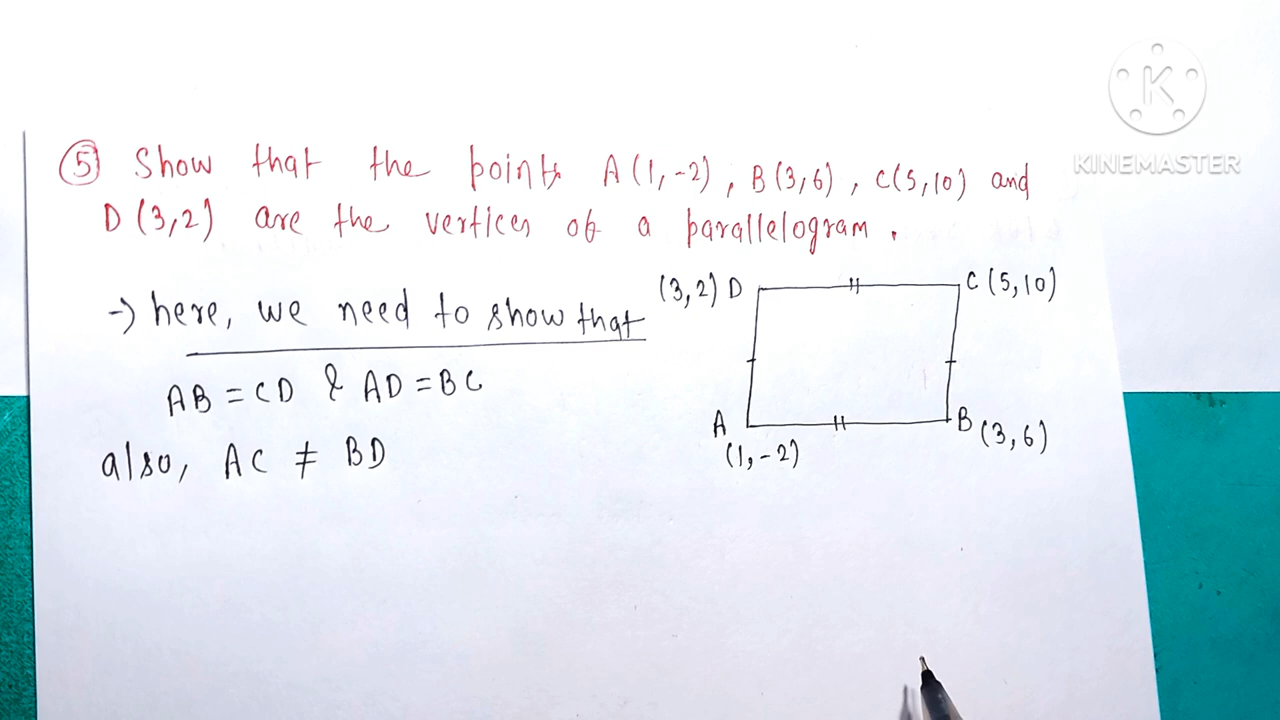 K
KINEMASTER
⑤ Show that the points A(1,-2), B(3,6), C(5,10) and
D(3,2) are the vertices of a parallelogram.
→ here, we need to show that
AB = CD & AD = BC
also, AC ≠ BD
(3,2) D
C (5,10)
A
B (3,6)
(1,-2)